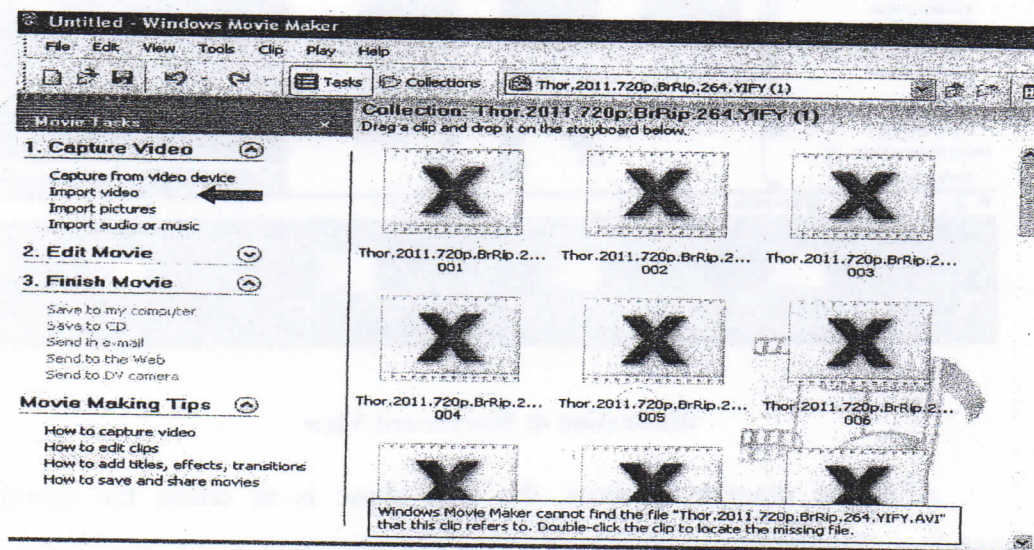 Untitled - Windows Movie Maker
File Edit View Tools Clip Play Help
Tasks Collections Thor.2011.720p.BrRip.264.YIFY (1)
Movie Tasks
Collection: Thor.2011.720p.BrRip.264.YIFY (1)
Drag a clip and drop it on the storyboard below.
1. Capture Video
Capture from video device
Import video
Import pictures
Import audio or music
2. Edit Movie
3. Finish Movie
Save to my computer
Save to CD
Send in e-mail
Send to the Web
Send to DV camera
Movie Making Tips
How to capture video
How to edit clips
How to add titles, effects, transitions
How to save and share movies
Thor.2011.720p.BrRip.2...
001
Thor.2011.720p.BrRip.2...
002
Thor.2011.720p.BrRip.2...
003
Thor.2011.720p.BrRip.2...
004
Thor.2011.720p.BrRip.2...
005
Thor.2011.720p.BrRip.2...
006
Windows Movie Maker cannot find the file "Thor.2011.720p.BrRip.264.YIFY.AVI"
that this clip refers to. Double-click the clip to locate the missing file.